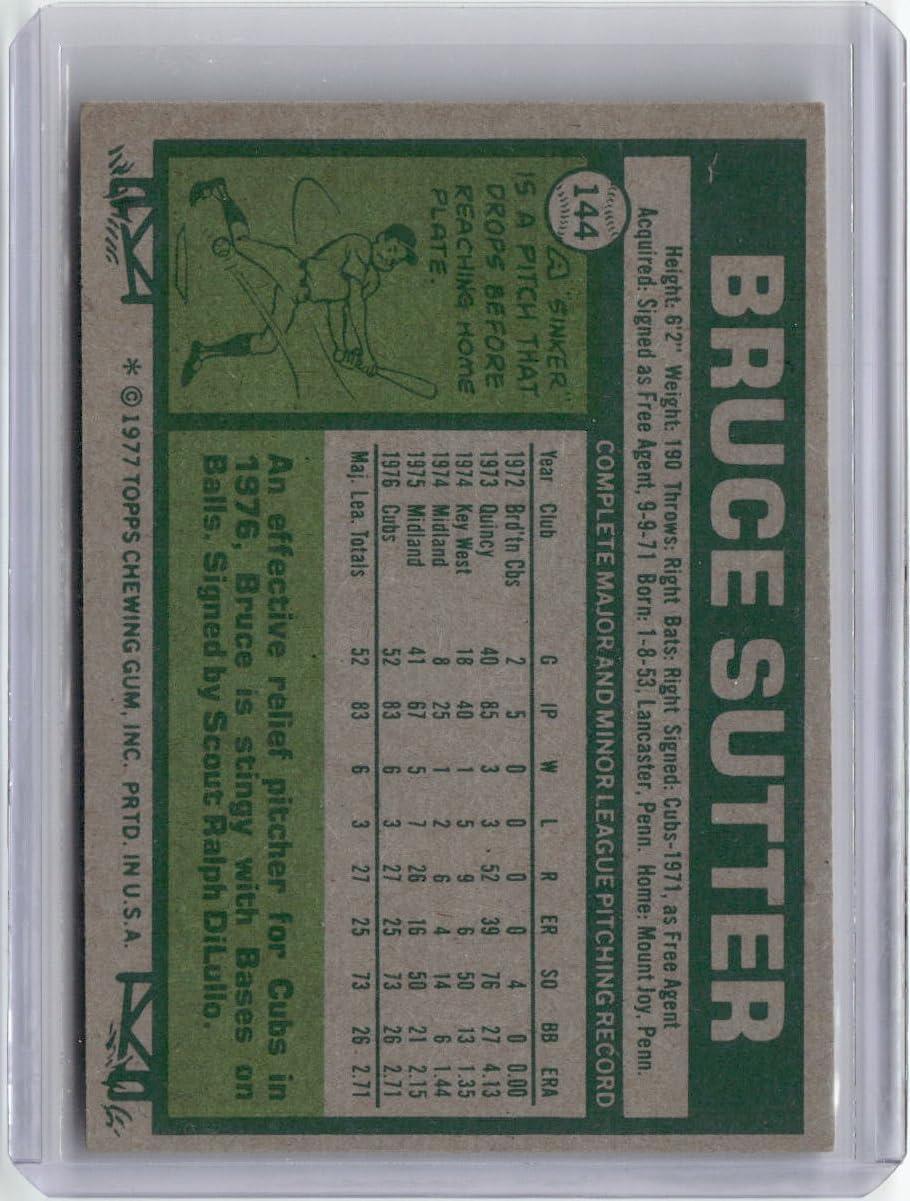 144
BRUCE SUTTER
Height: 6'2" Weight: 190 Throws: Right Bats: Right Signed: Cubs-1971, as Free Agent
Acquired: Signed as Free Agent, 9-9-71 Born: 1-8-53, Lancaster, Penn. Home: Mount Joy, Penn.
A "SINKER"
IS A PITCH THAT
DROPS BEFORE
REACHING HOME
PLATE.
COMPLETE MAJOR AND MINOR LEAGUE PITCHING RECORD
Year Club G IP W L R ER SO BB ERA
1972 Brd'tn Cbs 2 5 0 0 0 0 4 0 0.00
1973 Quincy 40 85 3 3 52 39 76 27 4.13
1974 Key West 18 40 1 5 9 6 50 13 1.35
1974 Midland 8 25 1 2 6 4 14 6 1.44
1975 Midland 41 67 5 7 26 16 50 21 2.15
1976 Cubs 52 83 6 3 27 25 73 26 2.71
Maj. Lea. Totals 52 83 6 3 27 25 73 26 2.71
An effective relief pitcher for Cubs in
1976, Bruce is stingy with Bases on
Balls. Signed by Scout Ralph DiLullo.
* ©1977 TOPPS CHEWING GUM, INC. PRTD. IN U.S.A.